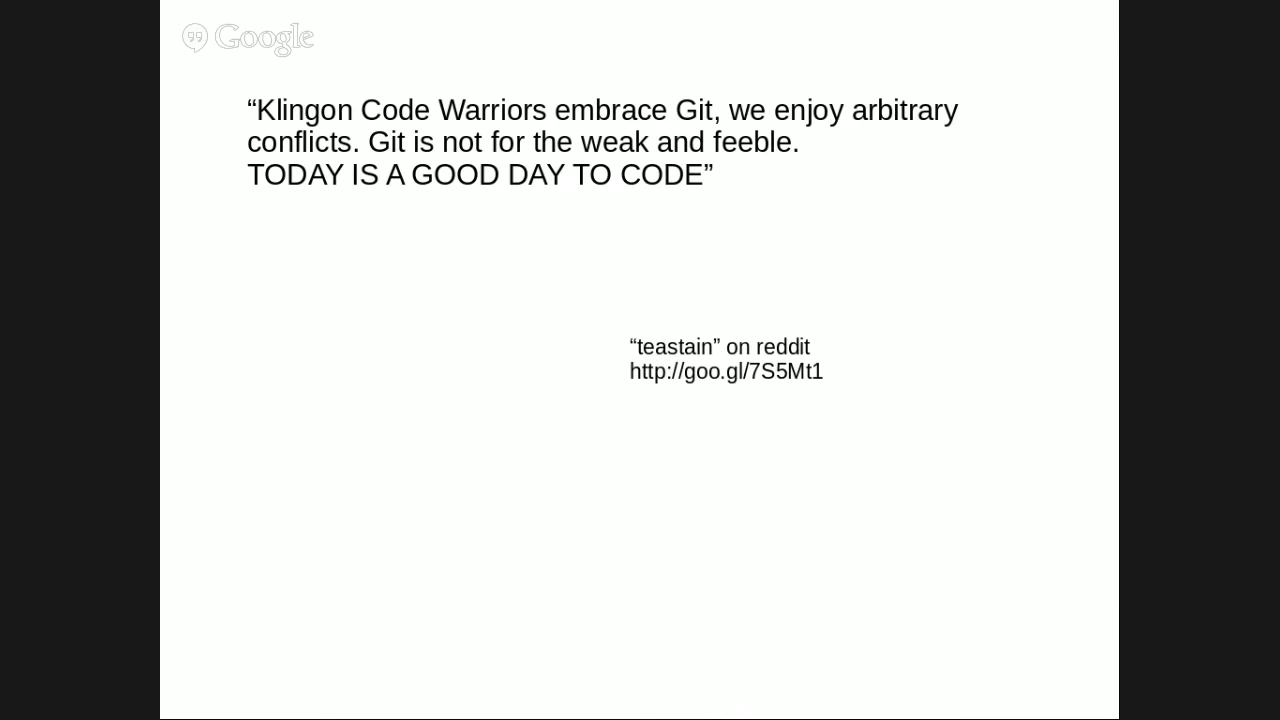 Google
“Klingon Code Warriors embrace Git, we enjoy arbitrary
conflicts. Git is not for the weak and feeble.
TODAY IS A GOOD DAY TO CODE”
“teastain” on reddit
http://goo.gl/7S5Mt1